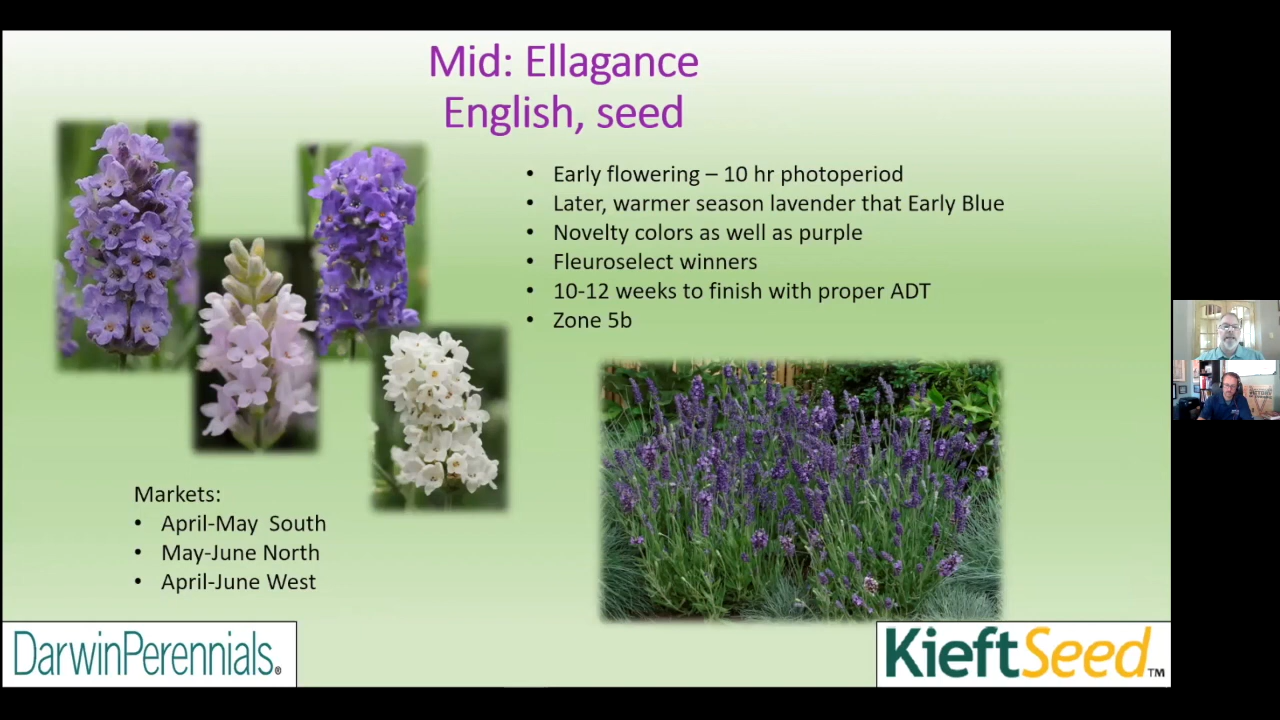 Mid: Ellagance
English, seed
• Early flowering – 10 hr photoperiod
• Later, warmer season lavender that Early Blue
• Novelty colors as well as purple
• Fleuroselect winners
• 10-12 weeks to finish with proper ADT
• Zone 5b
Markets:
• April-May South
• May-June North
• April-June West
DarwinPerennials®
KieftSeed™